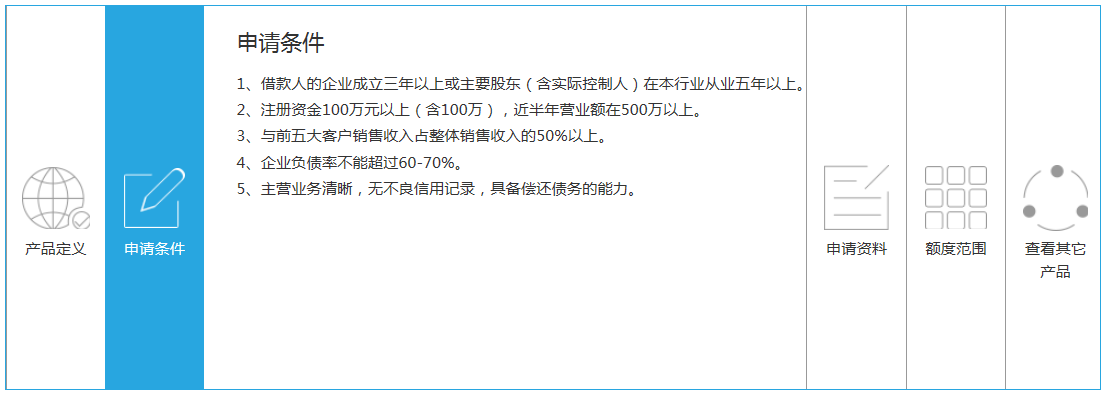 产品定义
申请条件
申请条件
1、借款人的企业成立三年以上或主要股东（含实际控制人）在本行业从业五年以上。
2、注册资金100万元以上（含100万），近半年营业额在500万以上。
3、与前五大客户销售收入占整体销售收入的50%以上。
4、企业负债率不能超过60-70%。
5、主营业务清晰，无不良信用记录，具备偿还债务的能力。
申请资料
额度范围
查看其它
产品